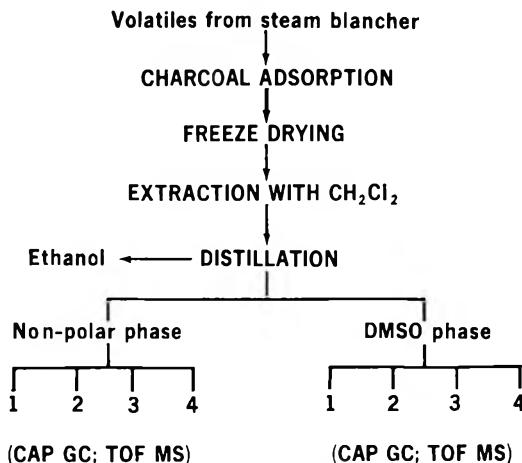 Volatiles from steam blancher
CHARCOAL ADSORPTION
FREEZE DRYING
EXTRACTION WITH CH₂Cl₂
Ethanol DISTILLATION
Non-polar phase DMSO phase
1 2 3 4 1 2 3 4
(CAP GC; TOF MS) (CAP GC; TOF MS)